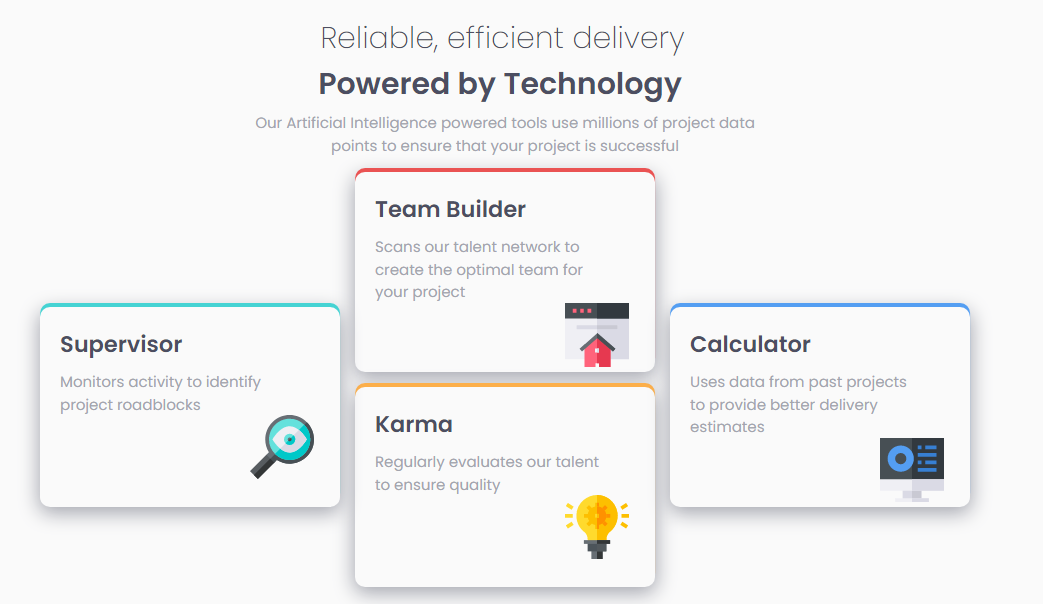 Reliable, efficient delivery
Powered by Technology
Our Artificial Intelligence powered tools use millions of project data
points to ensure that your project is successful
Supervisor
Monitors activity to identify
project roadblocks
Team Builder
Scans our talent network to
create the optimal team for
your project
Karma
Regularly evaluates our talent
to ensure quality
Calculator
Uses data from past projects
to provide better delivery
estimates